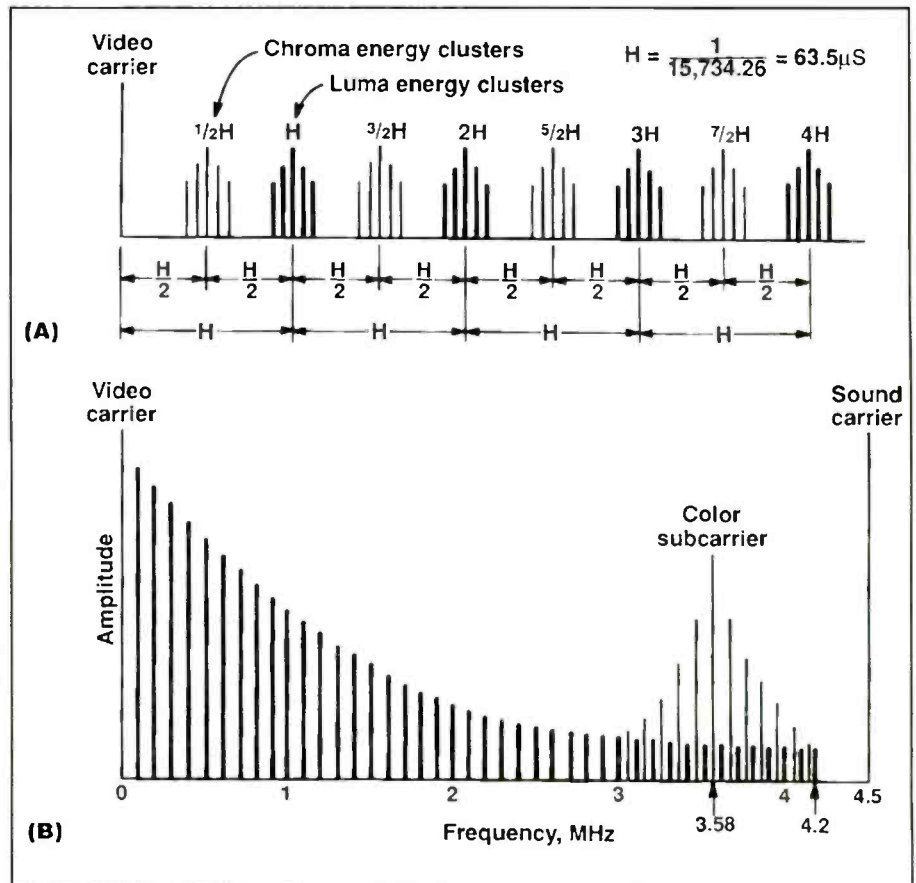 Video carrier
Chroma energy clusters
Luma energy clusters
H = 1/15,734.26 = 63.5μS
1/2H H 3/2H 2H 5/2H 3H 7/2H 4H
H/2 H/2 H/2 H/2 H/2 H/2 H/2 H/2
(A)
H H H H
Video carrier
Sound carrier
Color subcarrier
Amplitude
0 1 2 3 4 4.5
3.58 4.2
(B)
Frequency, MHz